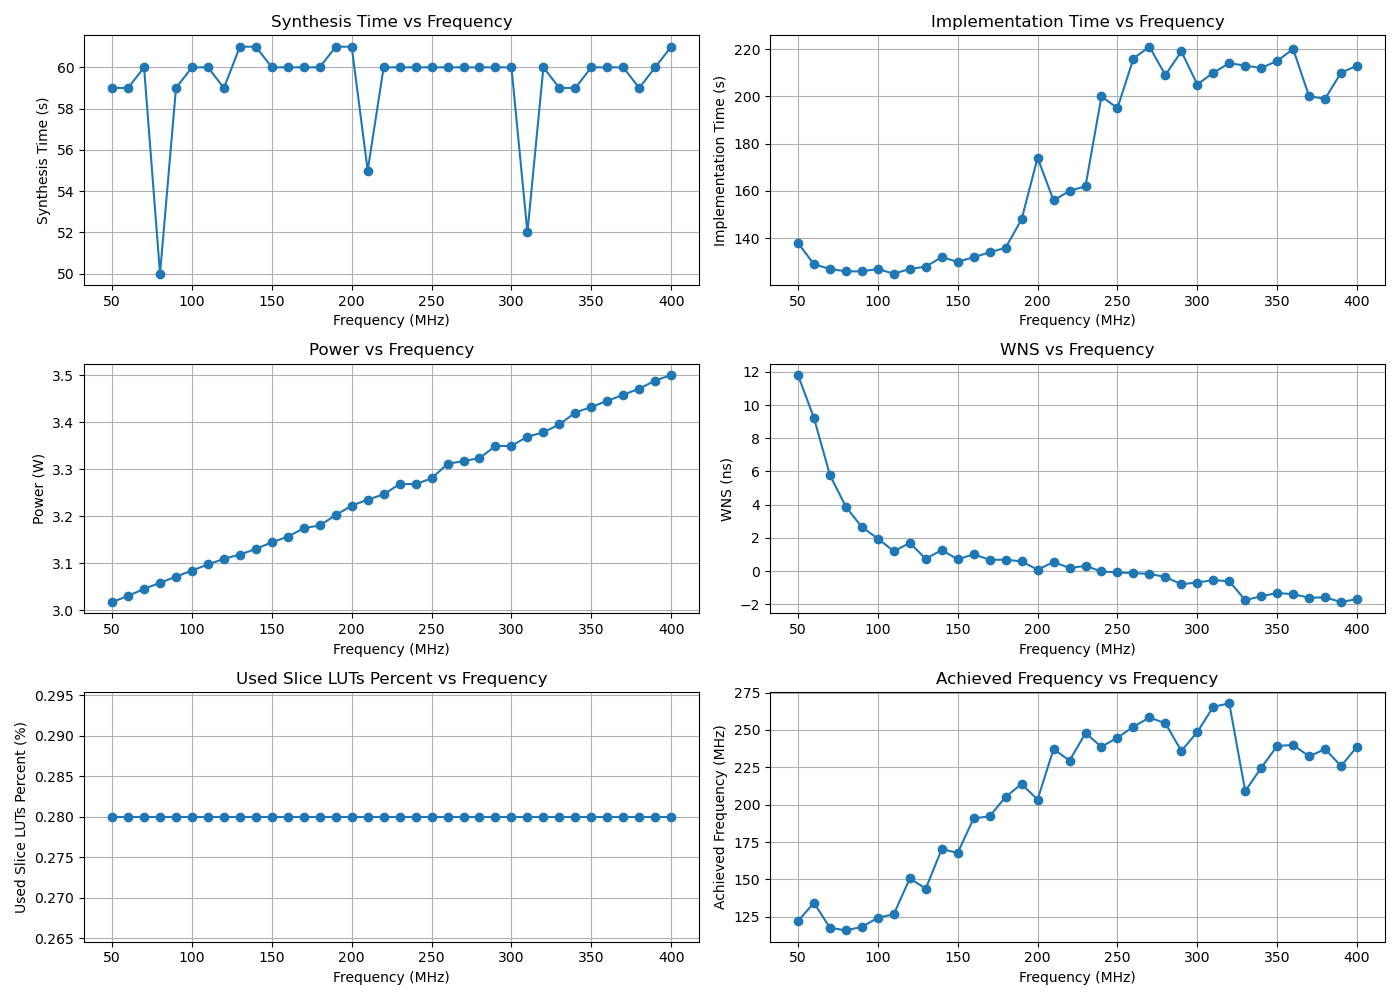 Synthesis Time vs Frequency
Synthesis Time (s)
60
58
56
54
52
50
50 100 150 200 250 300 350 400
Frequency (MHz)
Implementation Time vs Frequency
Implementation Time (s)
220
200
180
160
140
50 100 150 200 250 300 350 400
Frequency (MHz)
Power vs Frequency
Power (W)
3.5
3.4
3.3
3.2
3.1
3.0
50 100 150 200 250 300 350 400
Frequency (MHz)
WNS vs Frequency
WNS (ns)
12
10
8
6
4
2
0
−2
50 100 150 200 250 300 350 400
Frequency (MHz)
Used Slice LUTs Percent vs Frequency
Used Slice LUTs Percent (%)
0.295
0.290
0.285
0.280
0.275
0.270
0.265
50 100 150 200 250 300 350 400
Frequency (MHz)
Achieved Frequency vs Frequency
Achieved Frequency (MHz)
275
250
225
200
175
150
125
50 100 150 200 250 300 350 400
Frequency (MHz)